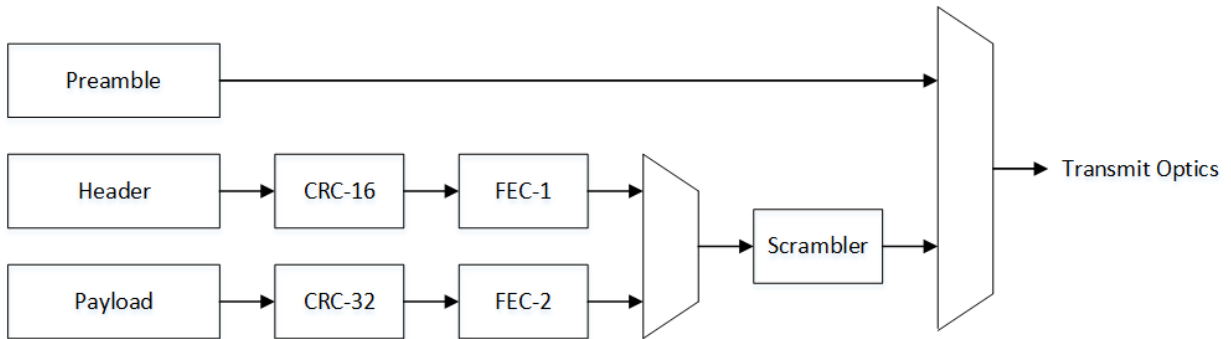 Preamble
Transmit Optics
Header
CRC-16
FEC-1
Scrambler
Payload
CRC-32
FEC-2